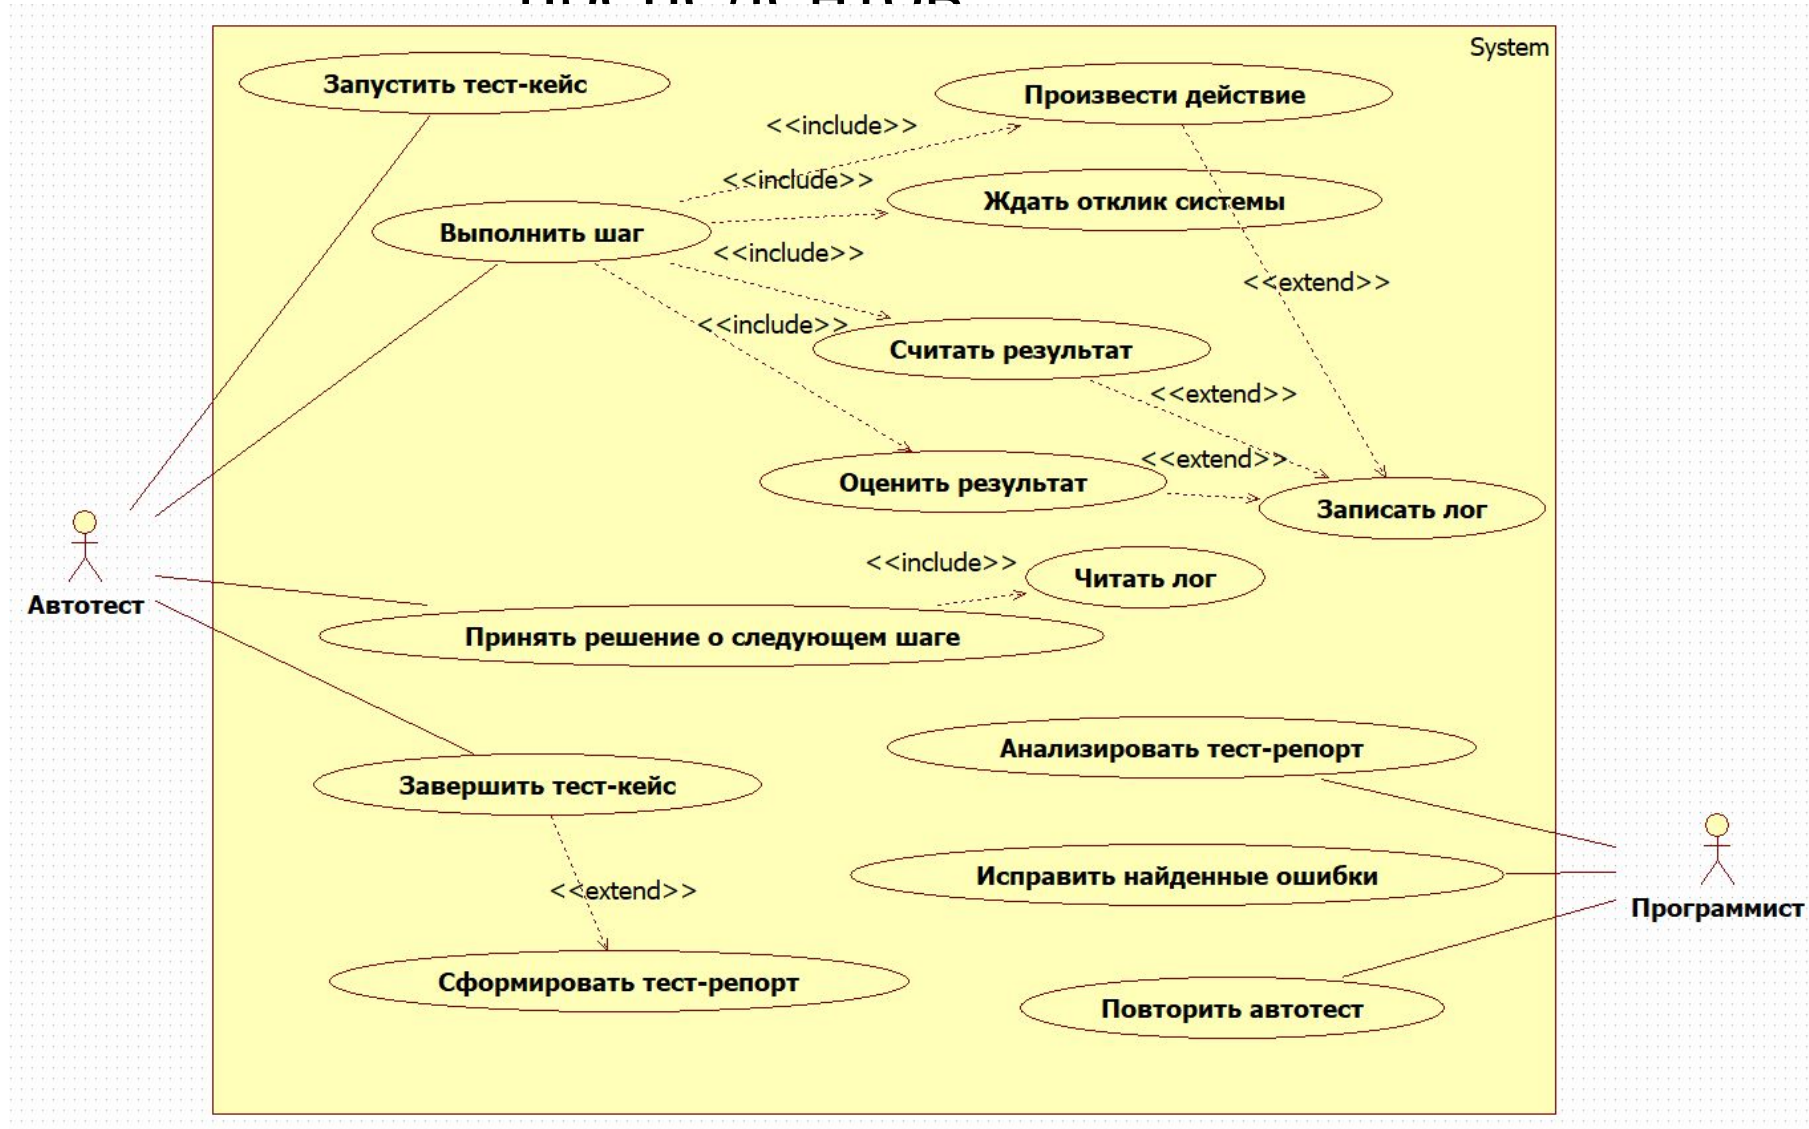 System
Запустить тест-кейс
Произвести действие
<<include>>
<<include>>
Ждать отклик системы
Выполнить шаг
<<include>>
<<extend>>
<<include>>
Считать результат
<<extend>>
<<extend>>
Оценить результат
Записать лог
<<include>>
Читать лог
Автотест
Принять решение о следующем шаге
Анализировать тест-репорт
Завершить тест-кейс
Исправить найденные ошибки
<<extend>>
Программист
Сформировать тест-репорт
Повторить автотест